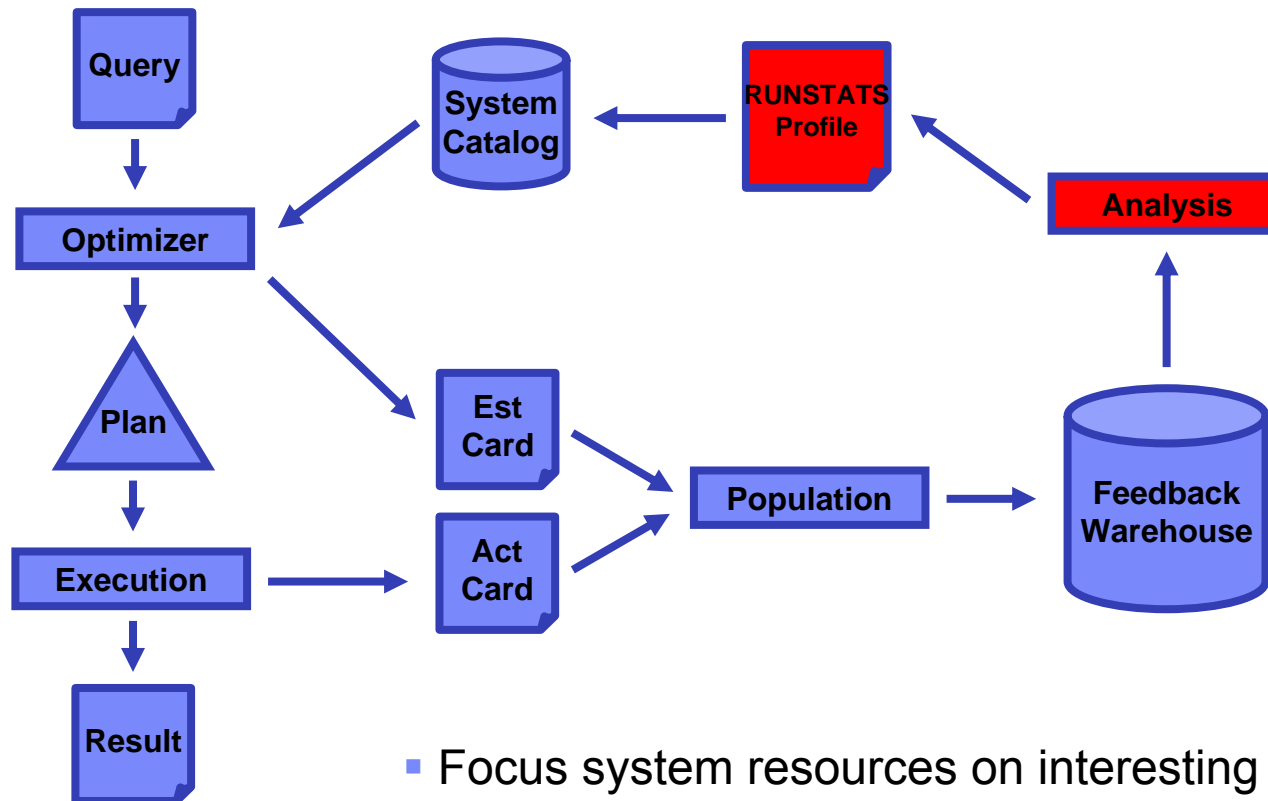 Query
System
Catalog
RUNSTATS
Profile
Analysis
Optimizer
Plan
Est
Card
Population
Feedback
Warehouse
Act
Card
Execution
Result
Focus system resources on interesting